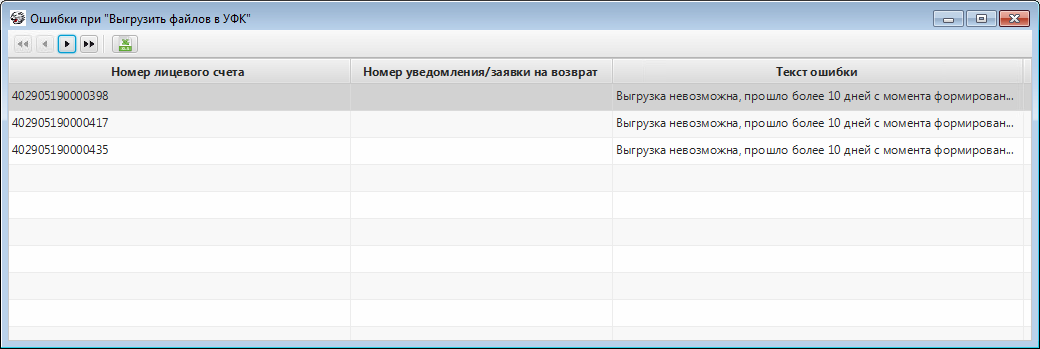 Ошибки при "Выгрузить файлов в УФК"
Номер лицевого счета Номер уведомления/заявки на возврат Текст ошибки
402905190000398 Выгрузка невозможна, прошло более 10 дней с момента формирован...
402905190000417 Выгрузка невозможна, прошло более 10 дней с момента формирован...
402905190000435 Выгрузка невозможна, прошло более 10 дней с момента формирован...